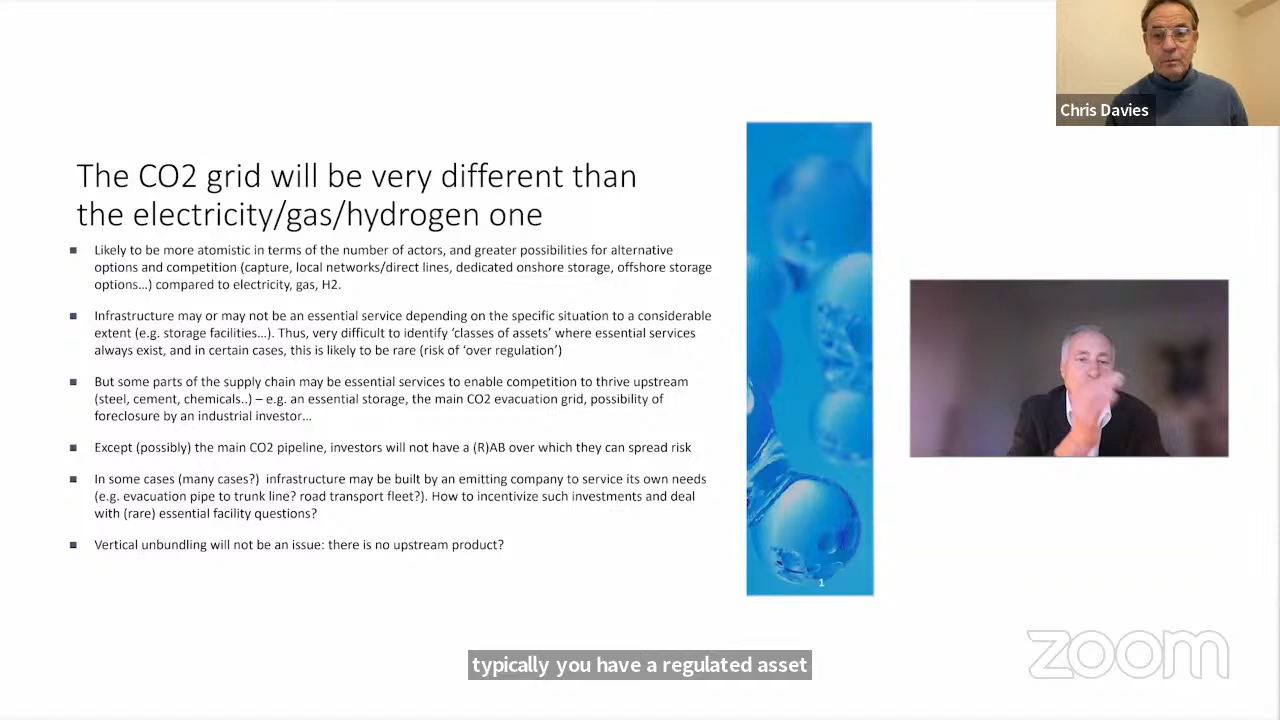 Chris Davies
The CO2 grid will be very different than
the electricity/gas/hydrogen one
Likely to be more atomistic in terms of the number of actors, and greater possibilities for alternative
options and competition (capture, local networks/direct lines, dedicated onshore storage, offshore storage
options...) compared to electricity, gas, H2.
Infrastructure may or may not be an essential service depending on the specific situation to a considerable
extent (e.g. storage facilities...). Thus, very difficult to identify 'classes of assets' where essential services
always exist, and in certain cases, this is likely to be rare (risk of 'over regulation')
But some parts of the supply chain may be essential services to enable competition to thrive upstream
(steel, cement, chemicals..) – e.g. an essential storage, the main CO2 evacuation grid, possibility of
foreclosure by an industrial investor...
Except (possibly) the main CO2 pipeline, investors will not have a (R)AB over which they can spread risk
In some cases (many cases?) infrastructure may be built by an emitting company to service its own needs
(e.g. evacuation pipe to trunk line? road transport fleet?). How to incentivize such investments and deal
with (rare) essential facility questions?
Vertical unbundling will not be an issue: there is no upstream product?
1
typically you have a regulated asset
zoom